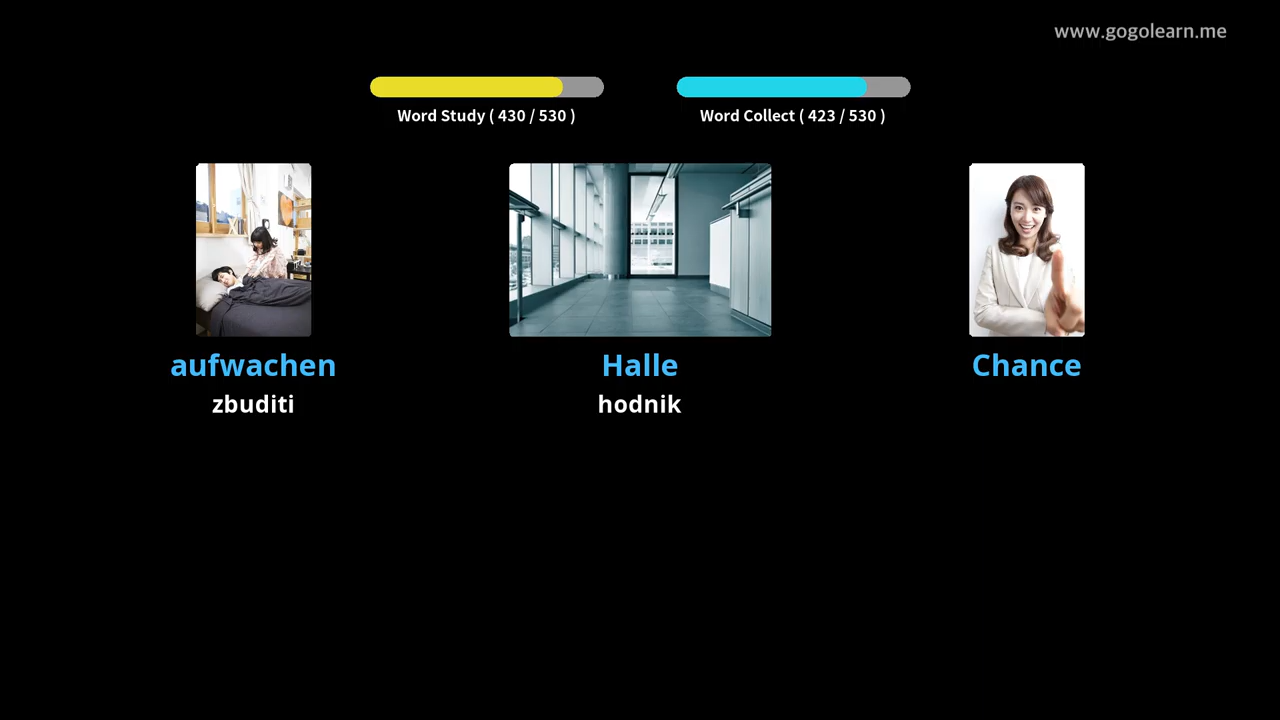 www.gogolearn.me
Word Study ( 430 / 530 )
Word Collect ( 423 / 530 )
aufwachen
zbuditi
Halle
hodnik
Chance